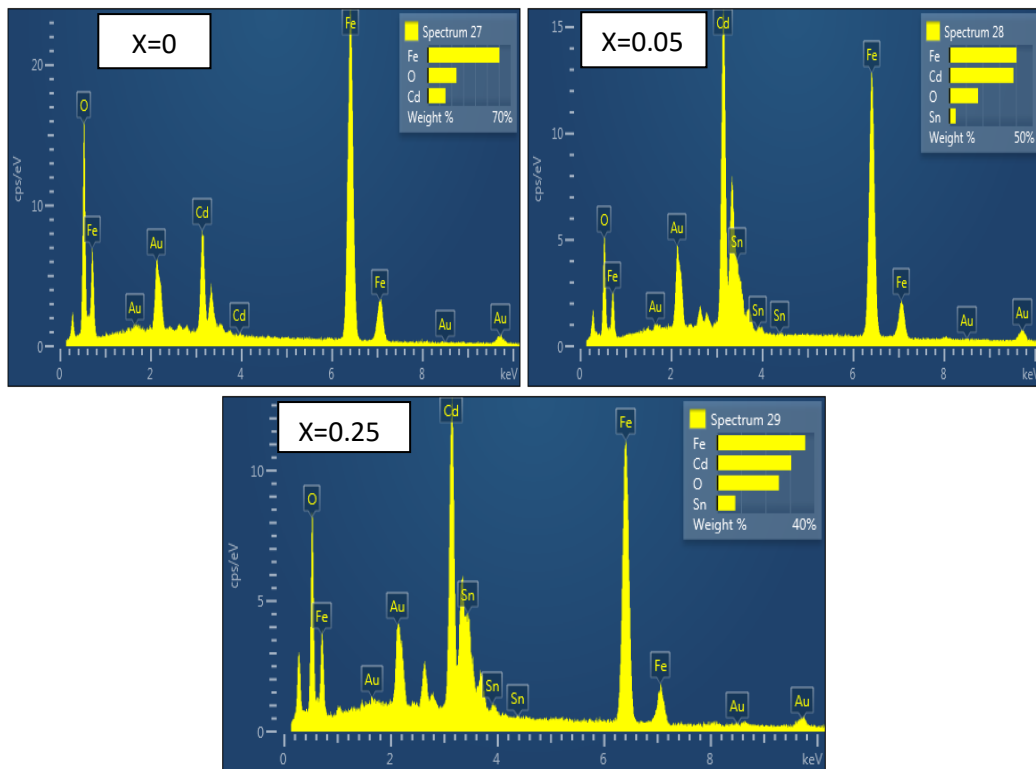 X=0
Spectrum 27
Fe
O
Cd
Weight % 70%
Fe
O
Fe
Au
Au
Cd
Cd
Fe
Au
Au
20
10
0
cps/eV
0 2 4 6 8 keV
X=0.05
Spectrum 28
Fe
Cd
O
Sn
Weight % 50%
Cd
Fe
O
Fe
Au
Au
Sn
Sn
Sn
Fe
Au
Au
15
10
5
0
cps/eV
0 2 4 6 8 keV
X=0.25
Spectrum 29
Fe
Cd
O
Sn
Weight % 40%
Cd
Fe
O
Fe
Au
Au
Sn
Sn
Sn
Fe
Au
Au
10
5
0
cps/eV
0 2 4 6 8 keV